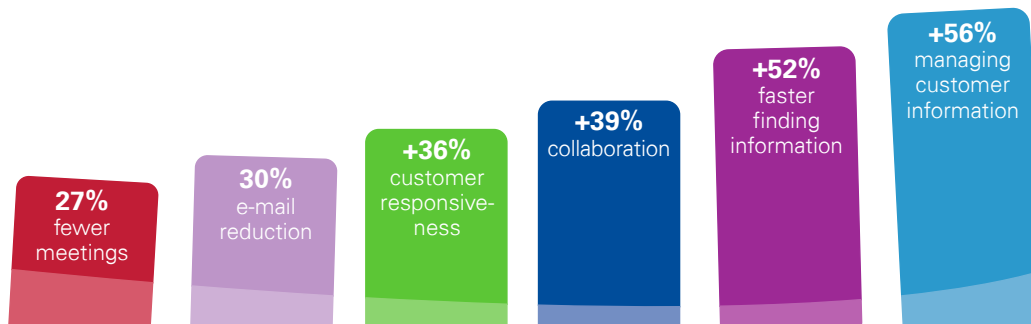 27%
fewer
meetings
30%
e-mail
reduction
+36%
customer
responsive-
ness
+39%
collaboration
+52%
faster
finding
information
+56%
managing
customer
information